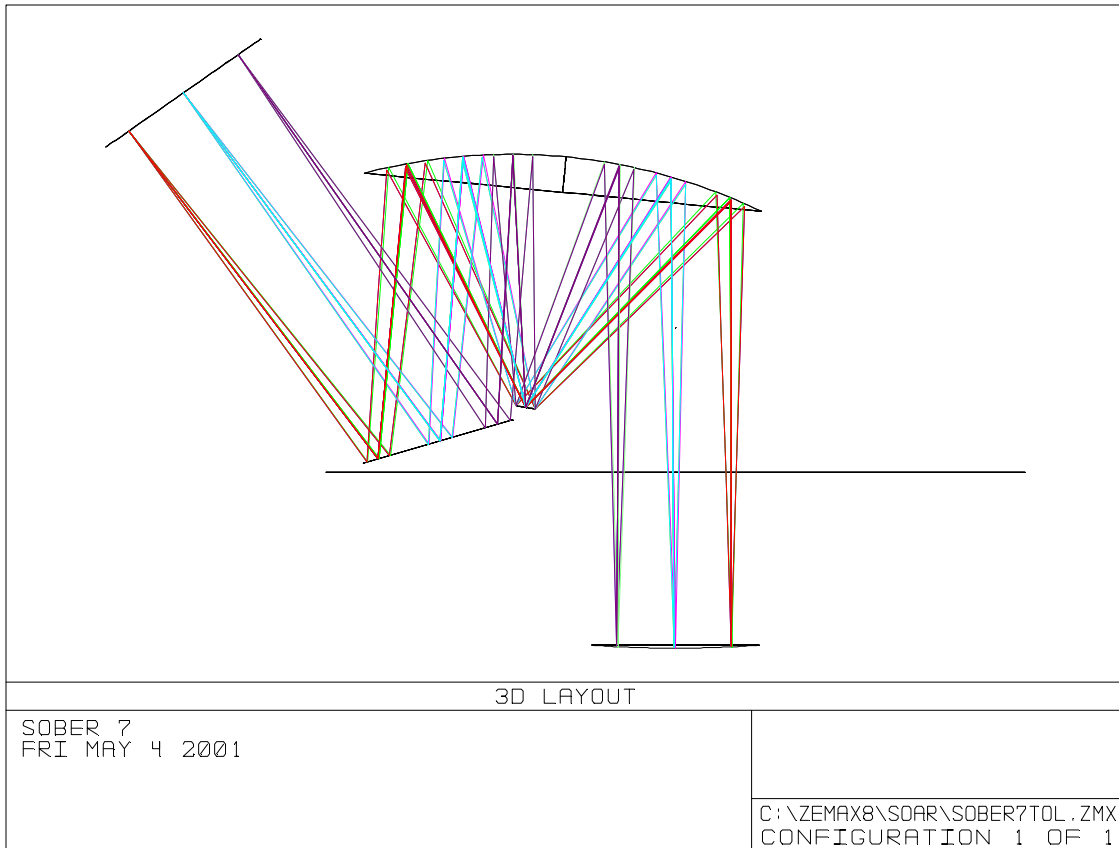 3D LAYOUT
SOBER 7
FRI MAY 4 2001
C:\ZEMAX8\SOAR\SOBER7TOL.ZMX
CONFIGURATION 1 OF 1